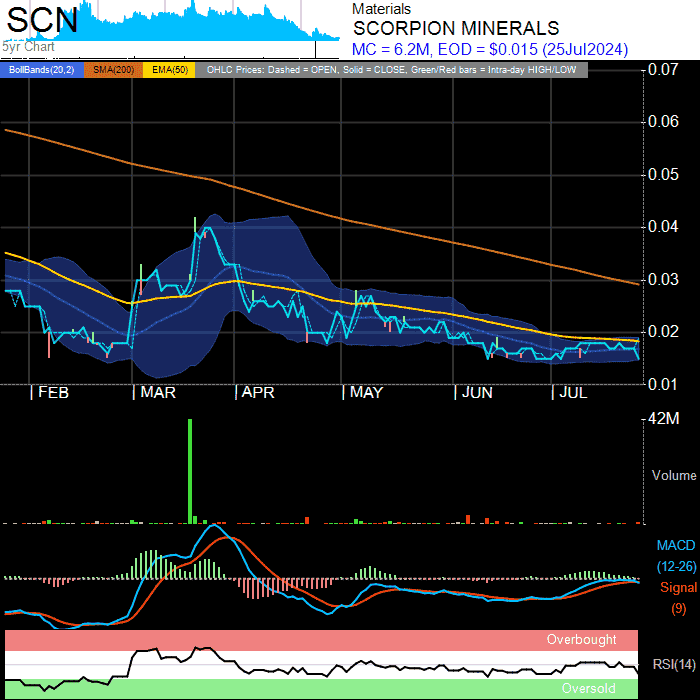 SCN
5yr Chart
Materials
SCORPION MINERALS
MC = 6.2M, EOD = $0.015 (25Jul2024)
BollBands(20,2) SMA(200) EMA(50) OHLC Prices: Dashed = OPEN, Solid = CLOSE, Green/Red bars = Intra-day HIGH/LOW
0.07
0.06
0.05
0.04
0.03
0.02
0.01
FEB MAR APR MAY JUN JUL
42M
Volume
MACD
(12-26)
Signal
(9)
Overbought
RSI(14)
Oversold